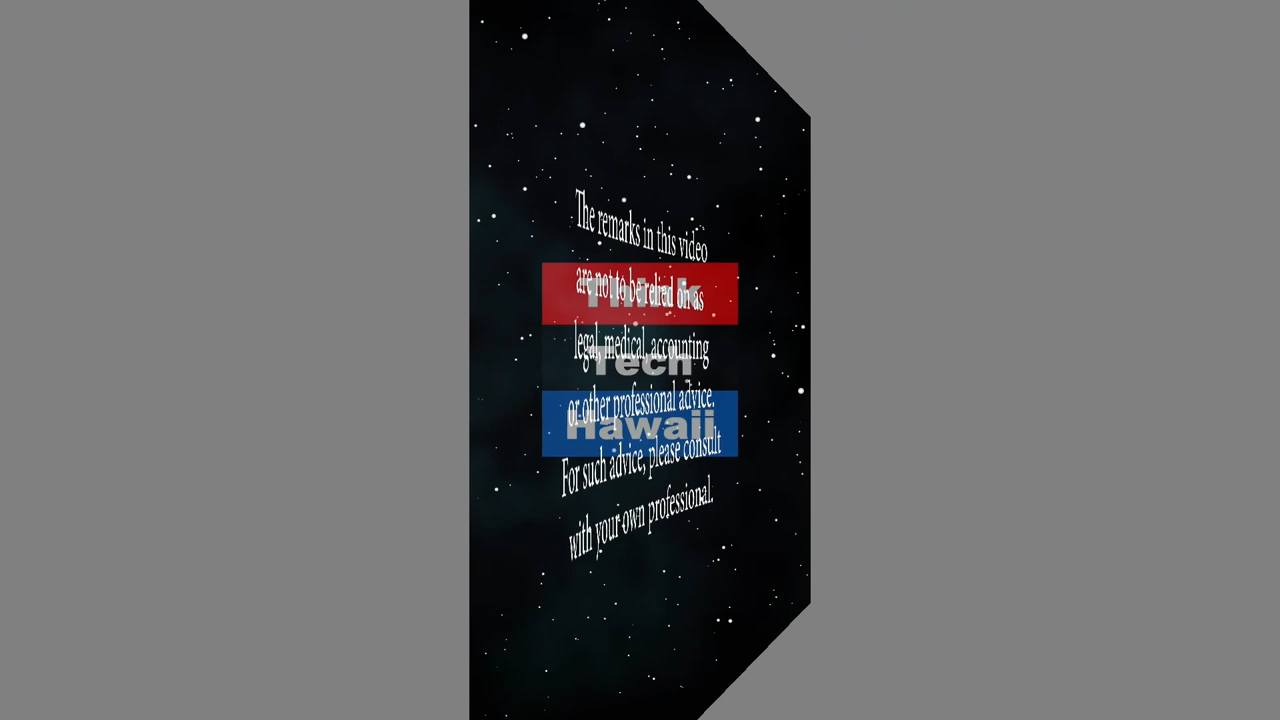 The remarks in this video
are not to be relied on as
Think
legal, medical, accounting
Tech
or other professional advice.
Hawaii
For such advice, please consult
with your own professional.